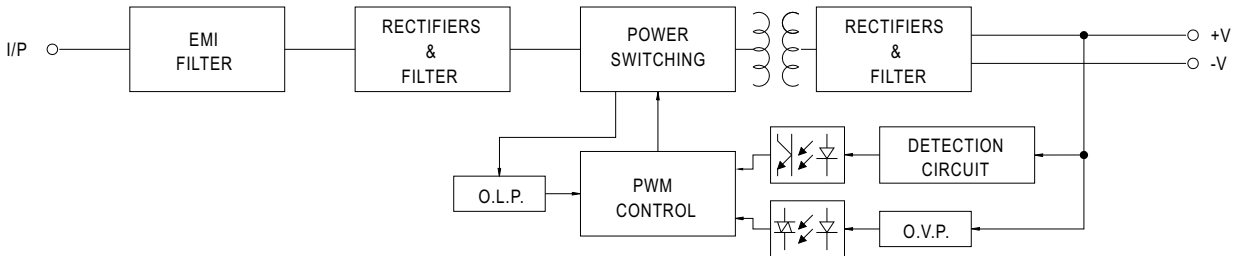 I/P
EMI
FILTER
RECTIFIERS
&
FILTER
POWER
SWITCHING
RECTIFIERS
&
FILTER
+V
-V
O.L.P.
PWM
CONTROL
DETECTION
CIRCUIT
O.V.P.